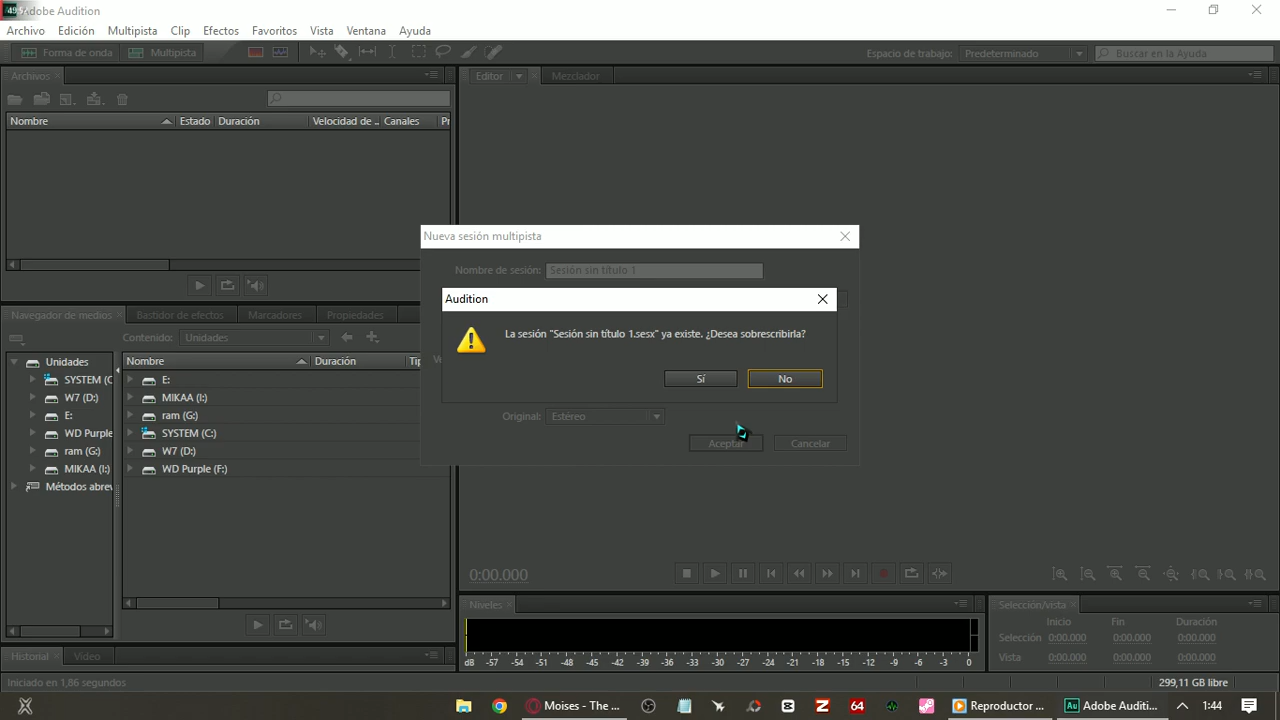 49,5
Adobe Audition
Archivo Edición Multipista Clip Efectos Favoritos Vista Ventana Ayuda
Forma de onda Multipista Espacio de trabajo: Predeterminado Buscar en la Ayuda
Archivos Editor Mezclador
Nombre Estado Duración Velocidad de .. Canales Pr
Nueva sesión multipista
Nombre de sesión: Sesión sin título 1
Audition
La sesión "Sesión sin título 1.sesx" ya existe. ¿Desea sobrescribirla?
Sí No
Original: Estéreo
Aceptar Cancelar
Navegador de medios Bastidor de efectos Marcadores Propiedades
Contenido: Unidades
Unidades
SYSTEM (C
W7 (D:)
E:
WD Purple
ram (G:)
MIKAA (I:)
Métodos abrev
Nombre Duración Tip
E:
MIKAA (I:)
ram (G:)
SYSTEM (C:)
W7 (D:)
WD Purple (F:)
0:00.000
Niveles Selección/vista
dB -57 -54 -51 -48 -45 -42 -39 -36 -33 -30 -27 -24 -21 -18 -15 -12 -9 -6 -3 0
Inicio Fin Duración
Selección 0:00.000 0:00.000 0:00.000
Vista 0:00.000 0:00.000 0:00.000
Historial Vídeo
Iniciado en 1,86 segundos 299,11 GB libre
Moises - The ... 64 Reproductor ... Au Adobe Auditi... 1:44